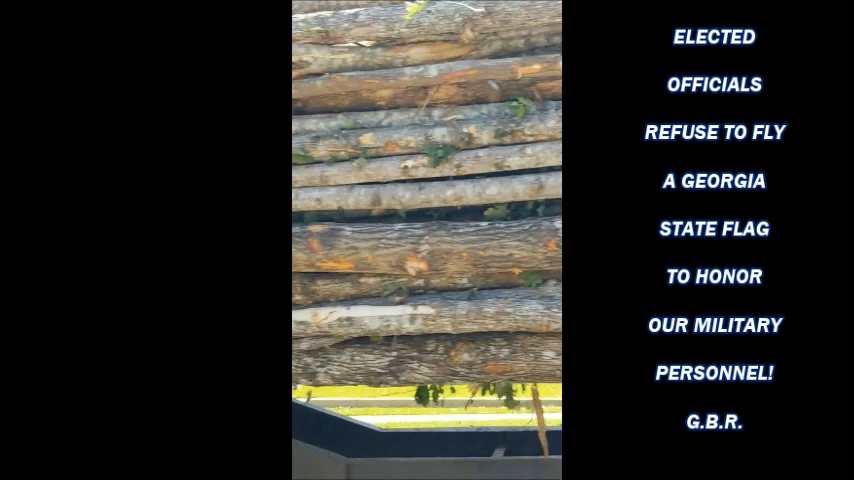 ELECTED
OFFICIALS
REFUSE TO FLY
A GEORGIA
STATE FLAG
TO HONOR
OUR MILITARY
PERSONNEL!
G.B.R.